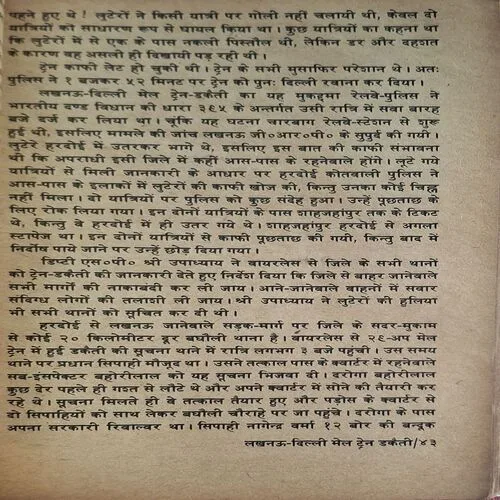 पहने हुए थे ! लुटेरों ने किसी यात्री पर गोली नहीं चलायी थी, केवल दो
यात्रियों को साधारण रूप से घायल किया था । कुछ यात्रियों का कहना था
कि लुटेरों में से एक के पास नकली पिस्तौल थी, लेकिन डर और दहशत
के कारण वह असली ही दिखायी पड़ रही थी ।
ट्रेन काफी लेट हो चुकी थी । ट्रेन के सभी मुसाफिर परेशान थे । अतः
पुलिस ने १ बजकर ५२ मिनट पर ट्रेन को पुनः दिल्ली रवाना कर दिया ।
लखनऊ-दिल्ली मेल ट्रेन-डकैती का यह मुकद्दमा रेलवे-पुलिस ने
भारतीय दण्ड विधान की धारा ३९५ के अन्तर्गत उसी रात्रि में सवा बारह
बजे दर्ज कर लिया था । चूंकि यह घटना चारबाग रेलवे-स्टेशन से शुरू
हुई थी, इसलिए मामले की जांच लखनऊ जी०आर०पी० के सुपुर्द की गयी ।
लुटेरे हरदोई में उतरकर भागे थे, इसलिए इस बात की काफी संभावना
थी कि अपराधी इसी जिले में कहीं आस-पास के रहनेवाले होंगे । लूटे गये
यात्रियों से मिली जानकारी के आधार पर हरदोई कोतवाली पुलिस ने
आस-पास के इलाकों में लुटेरों की काफी खोज की, किन्तु उनका कोई चिह्न
नहीं मिला । दो यात्रियों पर पुलिस को कुछ संदेह हुआ । उन्हें पूछताछ के
लिए रोक लिया गया । इन दोनों यात्रियों के पास शाहजहांपुर तक के टिकट
थे, किन्तु वे हरदोई में ही उतर गये थे । शाहजहांपुर हरदोई से अगला
स्टापेज था । इन दोनों यात्रियों से काफी पूछताछ की गयी, किन्तु बाद में
निर्दोष पाये जाने पर उन्हें छोड़ दिया गया ।
डिप्टी एस०पी० श्री उपाध्याय ने वायरलेस से जिले के सभी थानों
को ट्रेन-डकैती की जानकारी देते हुए निर्देश दिया कि जिले से बाहर जानेवाले
सभी मार्गों की नाकाबंदी कर ली जाय । आने-जानेवाले वाहनों में सवार
संदिग्ध लोगों की तलाशी ली जाय । श्री उपाध्याय ने लुटेरों की हुलिया
भी सभी थानों को सूचित कर दी थी ।
हरदोई से लखनऊ जानेवाले सड़क-मार्ग पर जिले के सदर-मुकाम
से कोई २० किलोमीटर दूर बघौली थाना है । वायरलेस से २९-अप मेल
ट्रेन में हुई डकैती की सूचना थाने में रात्रि लगभग ३ बजे पहुंची । उस समय
थाने पर प्रधान सिपाही मौजूद था । उसने तत्काल पास के क्वार्टर में रहनेवाले
सब-इंसपेक्टर बहोरीलाल को यह सूचना भिजवा दी । दरोगा बहोरीलाल
कुछ देर पहले ही गश्त से लौटे थे और अपने क्वार्टर में सोने की तैयारी कर
रहे थे । सूचना मिलते ही वे तत्काल तैयार हुए और पड़ोस के क्वार्टर से
दो सिपाहियों को साथ लेकर बघौली चौराहे पर जा पहुंचे । दरोगा के पास
अपना सरकारी रिवाल्वर था । सिपाही नागेन्द्र वर्मा १२ बोर की बन्दूक
लखनऊ-दिल्ली मेल ट्रेन डकैती/४३